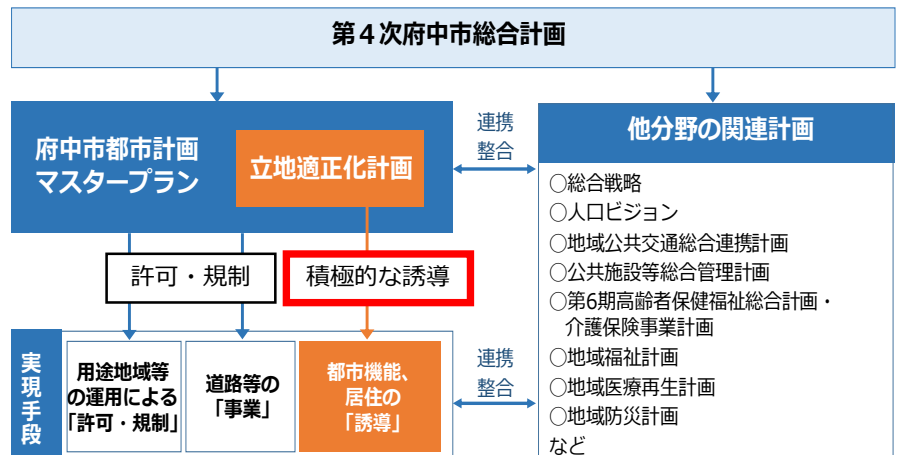 第４次府中市総合計画
府中市都市計画
マスタープラン
立地適正化計画
連携
整合
他分野の関連計画
○総合戦略
○人口ビジョン
○地域公共交通総合連携計画
○公共施設等総合管理計画
○第6期高齢者保健福祉総合計画・
介護保険事業計画
○地域福祉計画
○地域医療再生計画
○地域防災計画
など
許可・規制
積極的な誘導
実現手段
用途地域等
の運用による
「許可・規制」
道路等の
「事業」
都市機能、
居住の
「誘導」
連携
整合